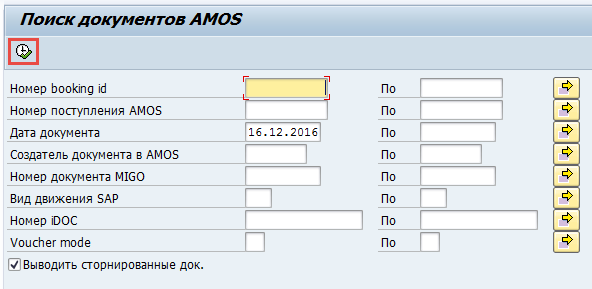 Поиск документов AMOS
Номер booking id По
Номер поступления AMOS По
Дата документа 16.12.2016 По
Создатель документа в AMOS По
Номер документа MIGO По
Вид движения SAP По
Номер iDOC По
Voucher mode По
Выводить сторнированные док.